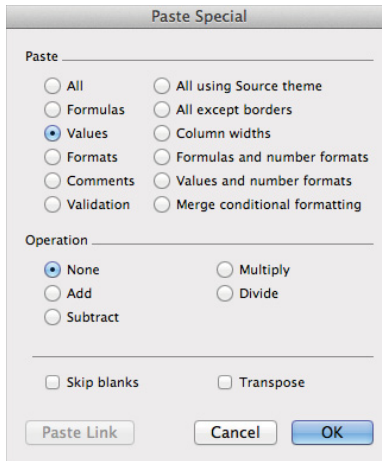 Paste Special
Paste
All
All using Source theme
Formulas
All except borders
Values
Column widths
Formats
Formulas and number formats
Comments
Values and number formats
Validation
Merge conditional formatting
Operation
None
Multiply
Add
Divide
Subtract
Skip blanks
Transpose
Paste Link
Cancel
OK